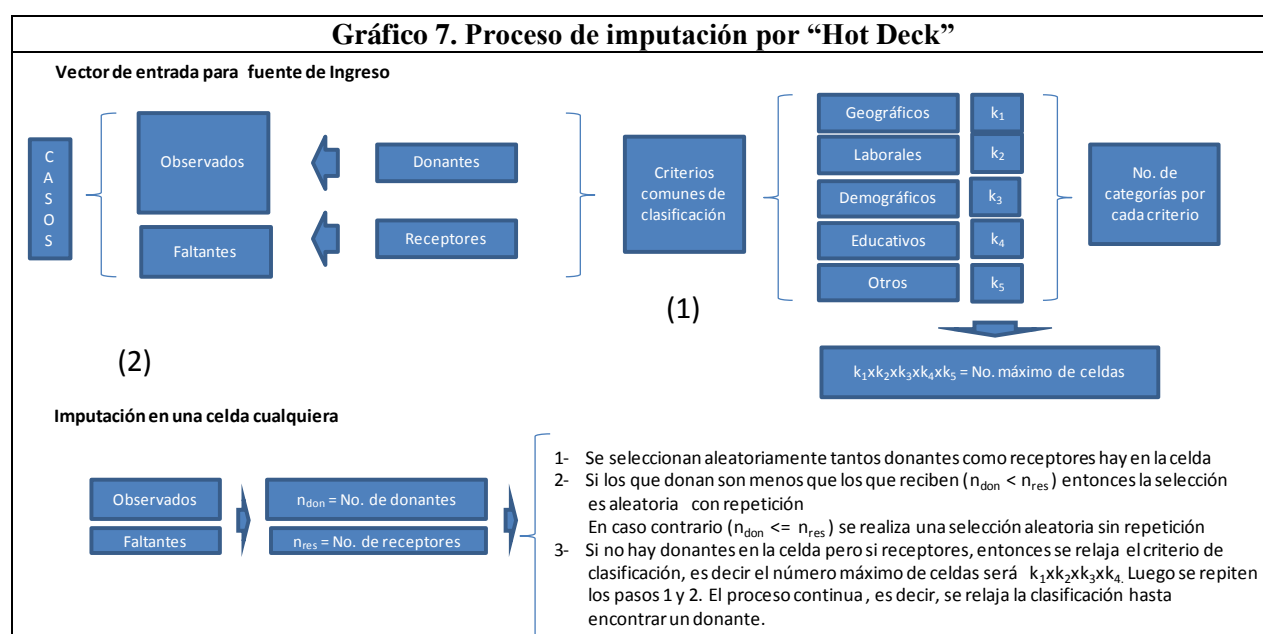 Gráfico 7. Proceso de imputación por “Hot Deck”
Vector de entrada para fuente de Ingreso
C
A
S
O
S
Observados
Faltantes
Donantes
Receptores
Criterios
comunes de
clasificación
Geográficos
k₁
Laborales
k₂
Demográficos
k₃
Educativos
k₄
Otros
k₅
No. de
categorías por
cada criterio
(1)
k₁xk₂xk₃xk₄xk₅ = No. máximo de celdas
(2)
Imputación en una celda cualquiera
Observados
Faltantes
n_don = No. de donantes
n_res = No. de receptores
1- Se seleccionan aleatoriamente tantos donantes como receptores hay en la celda
2- Si los que donan son menos que los que reciben (n_don < n_res) entonces la selección
es aleatoria con repetición
En caso contrario (n_don <= n_res) se realiza una selección aleatoria sin repetición
3- Si no hay donantes en la celda pero si receptores, entonces se relaja el criterio de
clasificación, es decir el número máximo de celdas será k₁xk₂xk₃xk₄. Luego se repiten
los pasos 1 y 2. El proceso continua , es decir, se relaja la clasificación hasta
encontrar un donante.